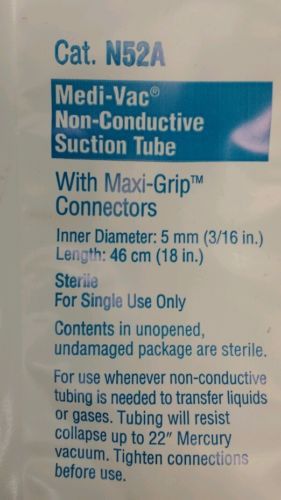 Cat. N52A
Medi-Vac®
Non-Conductive
Suction Tube
With Maxi-Grip™
Connectors
Inner Diameter: 5 mm (3/16 in.)
Length: 46 cm (18 in.)
Sterile
For Single Use Only
Contents in unopened,
undamaged package are sterile.
For use whenever non-conductive
tubing is needed to transfer liquids
or gases. Tubing will resist
collapse up to 22″ Mercury
vacuum. Tighten connections
before use.